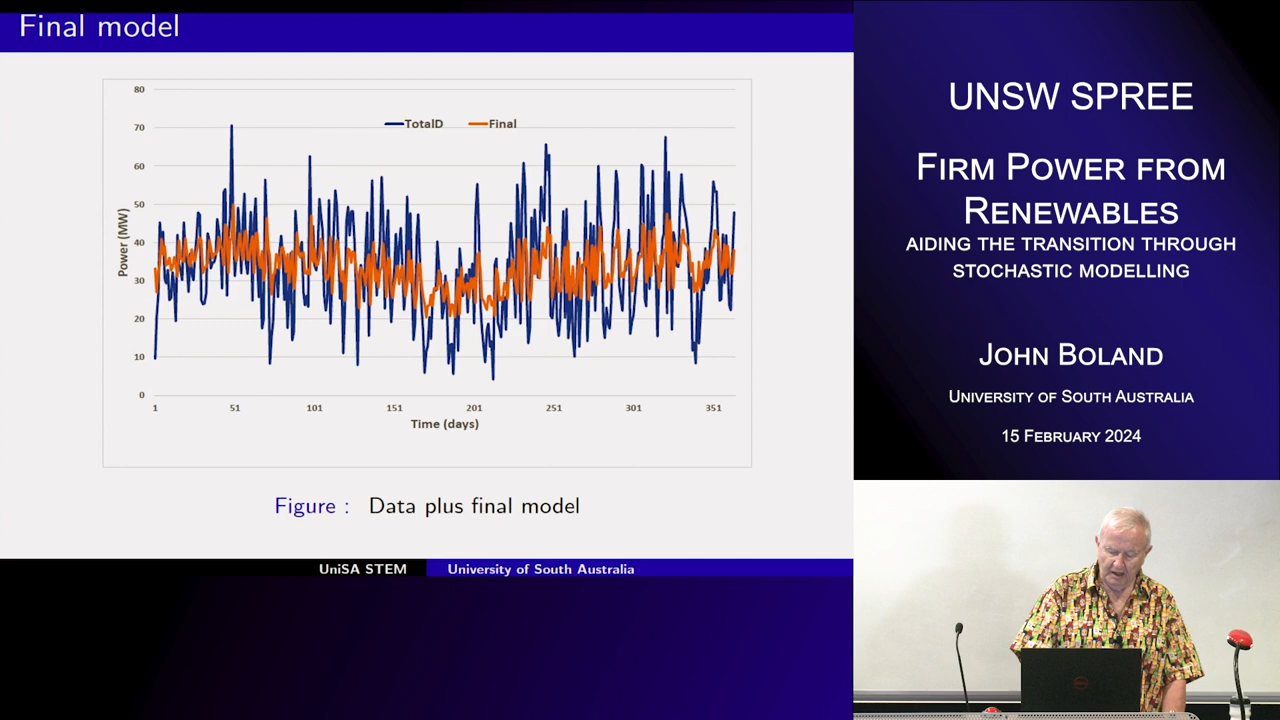 Final model
80
70
60
50
40
30
20
10
0
Power (MW)
TotalD
Final
1
51
101
151
201
251
301
351
Time (days)
Figure : Data plus final model
UniSA STEM
University of South Australia
UNSW SPREE
FIRM POWER FROM
RENEWABLES
AIDING THE TRANSITION THROUGH
STOCHASTIC MODELLING
JOHN BOLAND
UNIVERSITY OF SOUTH AUSTRALIA
15 FEBRUARY 2024